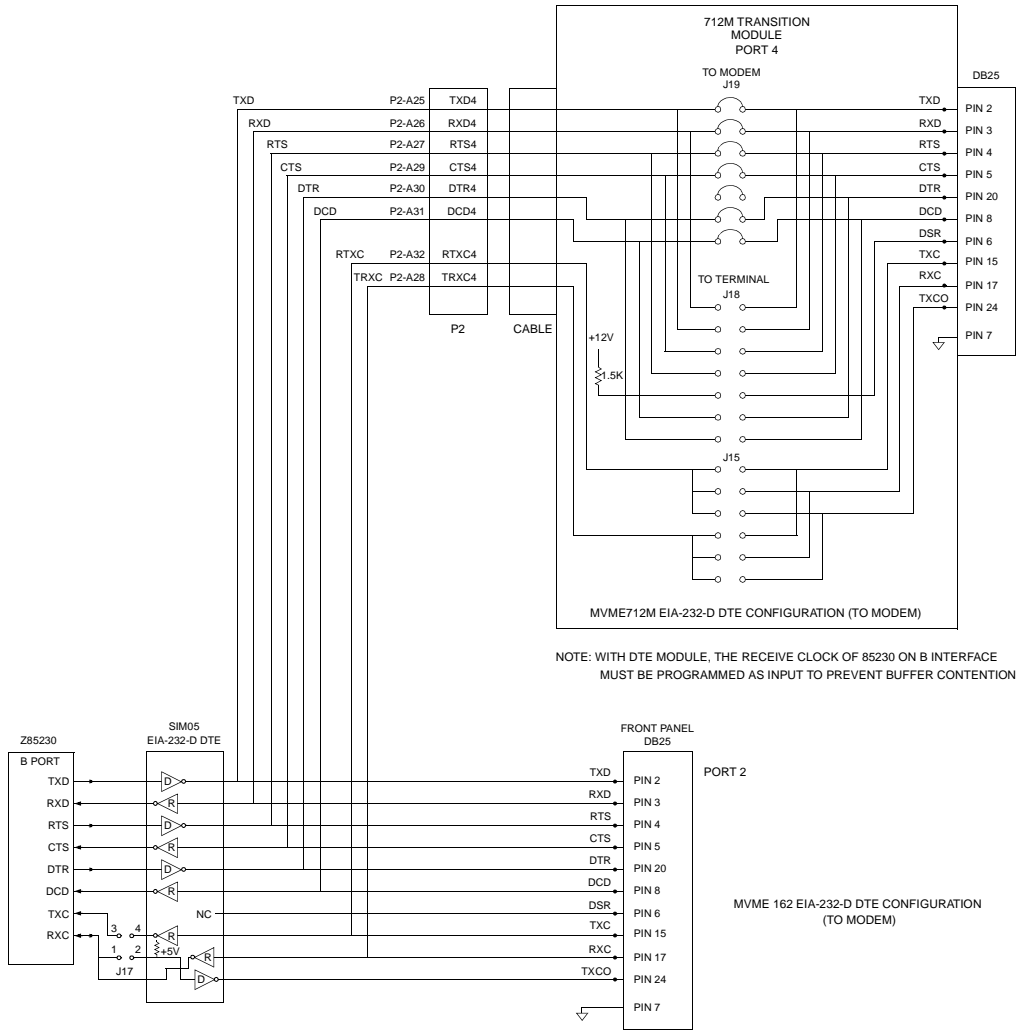 712M TRANSITION
MODULE
PORT 4
TO MODEM
J19
DB25
TXD P2-A25 TXD4 TXD PIN 2
RXD P2-A26 RXD4 RXD PIN 3
RTS P2-A27 RTS4 RTS PIN 4
CTS P2-A29 CTS4 CTS PIN 5
DTR P2-A30 DTR4 DTR PIN 20
DCD P2-A31 DCD4 DCD PIN 8
DSR PIN 6
RTXC P2-A32 RTXC4 TXC PIN 15
TRXC P2-A28 TRXC4 RXC PIN 17
TO TERMINAL
J18
TXCO PIN 24
P2 CABLE
+12V
PIN 7
1.5K
J15
MVME712M EIA-232-D DTE CONFIGURATION (TO MODEM)
NOTE: WITH DTE MODULE, THE RECEIVE CLOCK OF 85230 ON B INTERFACE
MUST BE PROGRAMMED AS INPUT TO PREVENT BUFFER CONTENTION
Z85230
SIM05
EIA-232-D DTE
FRONT PANEL
DB25
B PORT
PORT 2
TXD D TXD PIN 2
RXD R RXD PIN 3
RTS D RTS PIN 4
CTS R CTS PIN 5
DTR D DTR PIN 20
DCD R DCD PIN 8
TXC NC DSR PIN 6
RXC 3 4 R TXC PIN 15
1 2 +5V R RXC PIN 17
J17 D TXCO PIN 24
PIN 7
MVME 162 EIA-232-D DTE CONFIGURATION
(TO MODEM)